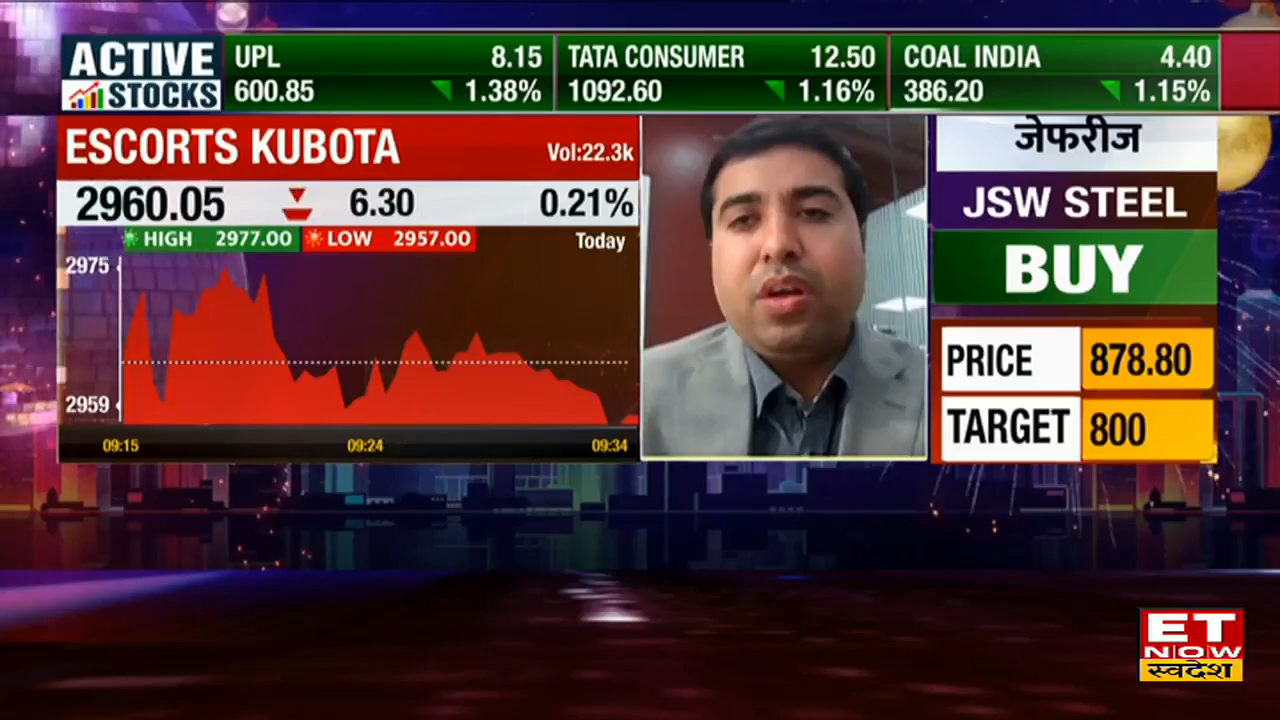 ACTIVE
STOCKS
UPL 8.15
600.85 1.38%
TATA CONSUMER 12.50
1092.60 1.16%
COAL INDIA 4.40
386.20 1.15%
ESCORTS KUBOTA Vol:22.3k
2960.05 6.30 0.21%
HIGH 2977.00 LOW 2957.00 Today
2975
2959
09:15 09:24 09:34
जेफरीज
JSW STEEL
BUY
PRICE 878.80
TARGET 800
ET
NOW
स्वदेश